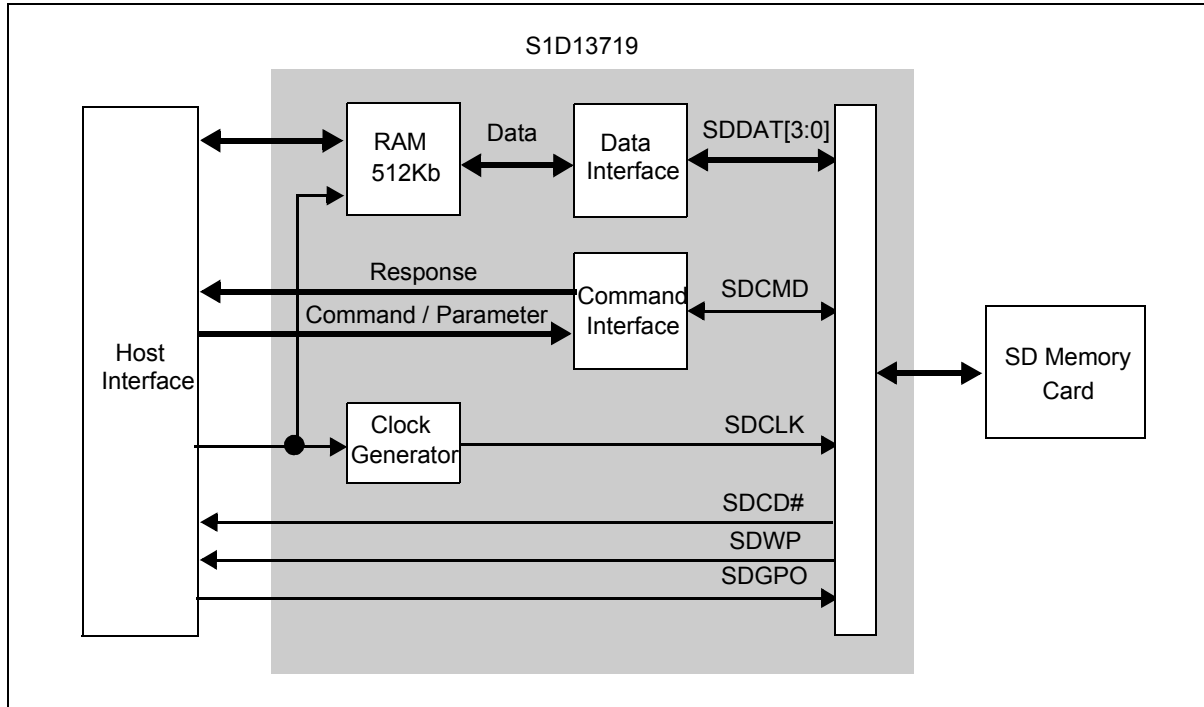 S1D13719
RAM
512Kb
Data
Data
Interface
SDDAT[3:0]
Response
Command / Parameter
Command
Interface
SDCMD
Host
Interface
SD Memory
Card
Clock
Generator
SDCLK
SDCD#
SDWP
SDGPO